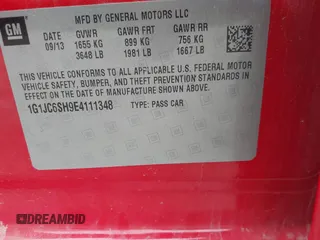 GM
MFD BY GENERAL MOTORS LLC
DATE GVWR GAWR FRT GAWR RR
09/13 1655 KG 899 KG 756 KG
3648 LB 1981 LB 1667 LB
THIS VEHICLE CONFORMS TO ALL APPLICABLE U.S. FEDERAL MOTOR
VEHICLE SAFETY, BUMPER, AND THEFT PREVENTION STANDARDS IN
EFFECT ON THE DATE OF MANUFACTURE SHOWN ABOVE.
1G1JC6SH9E4111348 TYPE: PASS CAR
DREAMBID